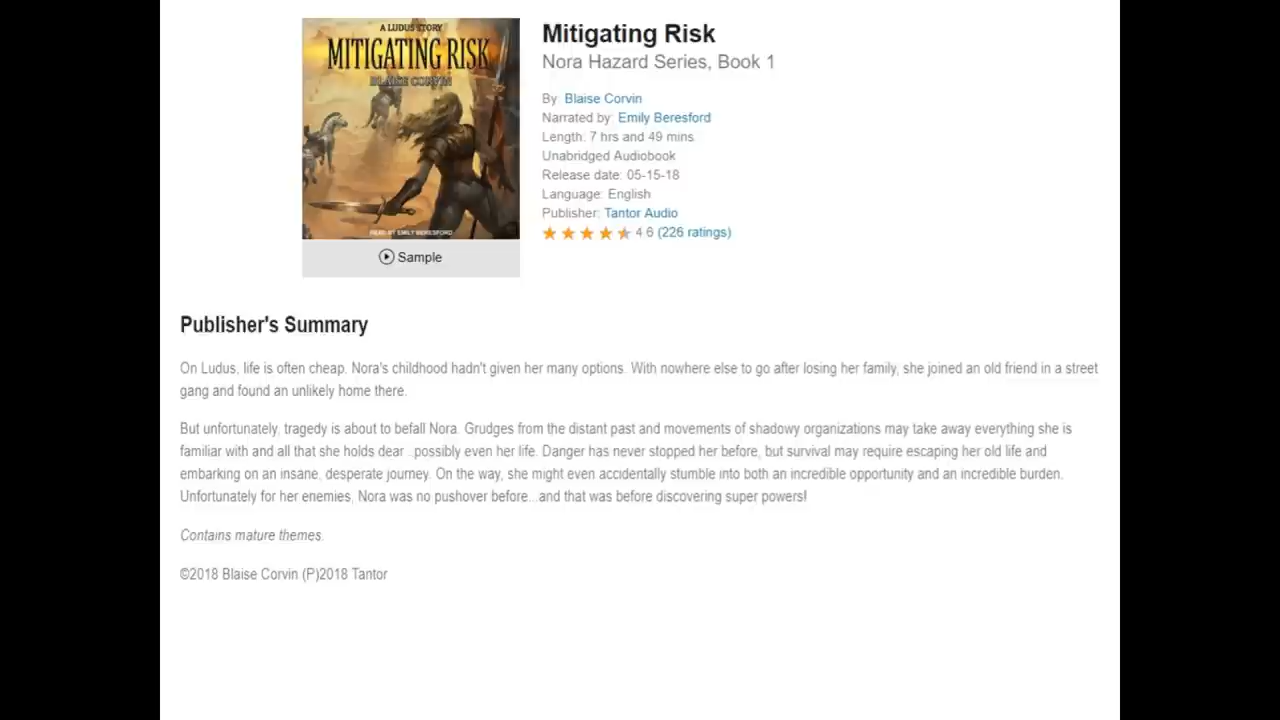 A LUDUS STORY
MITIGATING RISK
BLAISE CORVIN
READ BY EMILY BERESFORD
Sample
Mitigating Risk
Nora Hazard Series, Book 1
By Blaise Corvin
Narrated by: Emily Beresford
Length: 7 hrs and 49 mins
Unabridged Audiobook
Release date: 05-15-18
Language: English
Publisher: Tantor Audio
4.6 (226 ratings)
Publisher's Summary
On Ludus, life is often cheap. Nora's childhood hadn't given her many options. With nowhere else to go after losing her family, she joined an old friend in a street
gang and found an unlikely home there.
But unfortunately, tragedy is about to befall Nora. Grudges from the distant past and movements of shadowy organizations may take away everything she is
familiar with and all that she holds dear...possibly even her life. Danger has never stopped her before, but survival may require escaping her old life and
embarking on an insane, desperate journey. On the way, she might even accidentally stumble into both an incredible opportunity and an incredible burden.
Unfortunately for her enemies, Nora was no pushover before...and that was before discovering super powers!
Contains mature themes.
©2018 Blaise Corvin (P)2018 Tantor